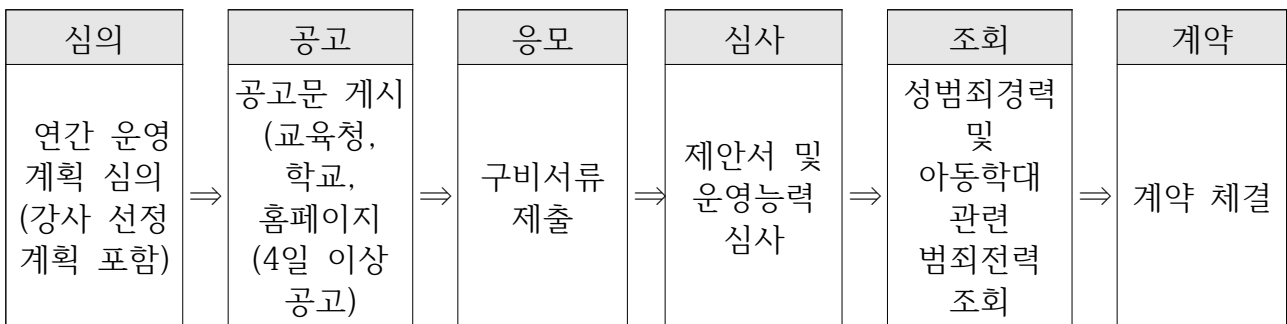 심의
연간 운영
계획 심의
(강사 선정
계획 포함)
⇒
공고
공고문 게시
(교육청,
학교,
홈페이지
(4일 이상
공고)
⇒
응모
구비서류
제출
⇒
심사
제안서 및
운영능력
심사
⇒
조회
성범죄경력
및
아동학대
관련
범죄전력
조회
⇒
계약
계약 체결